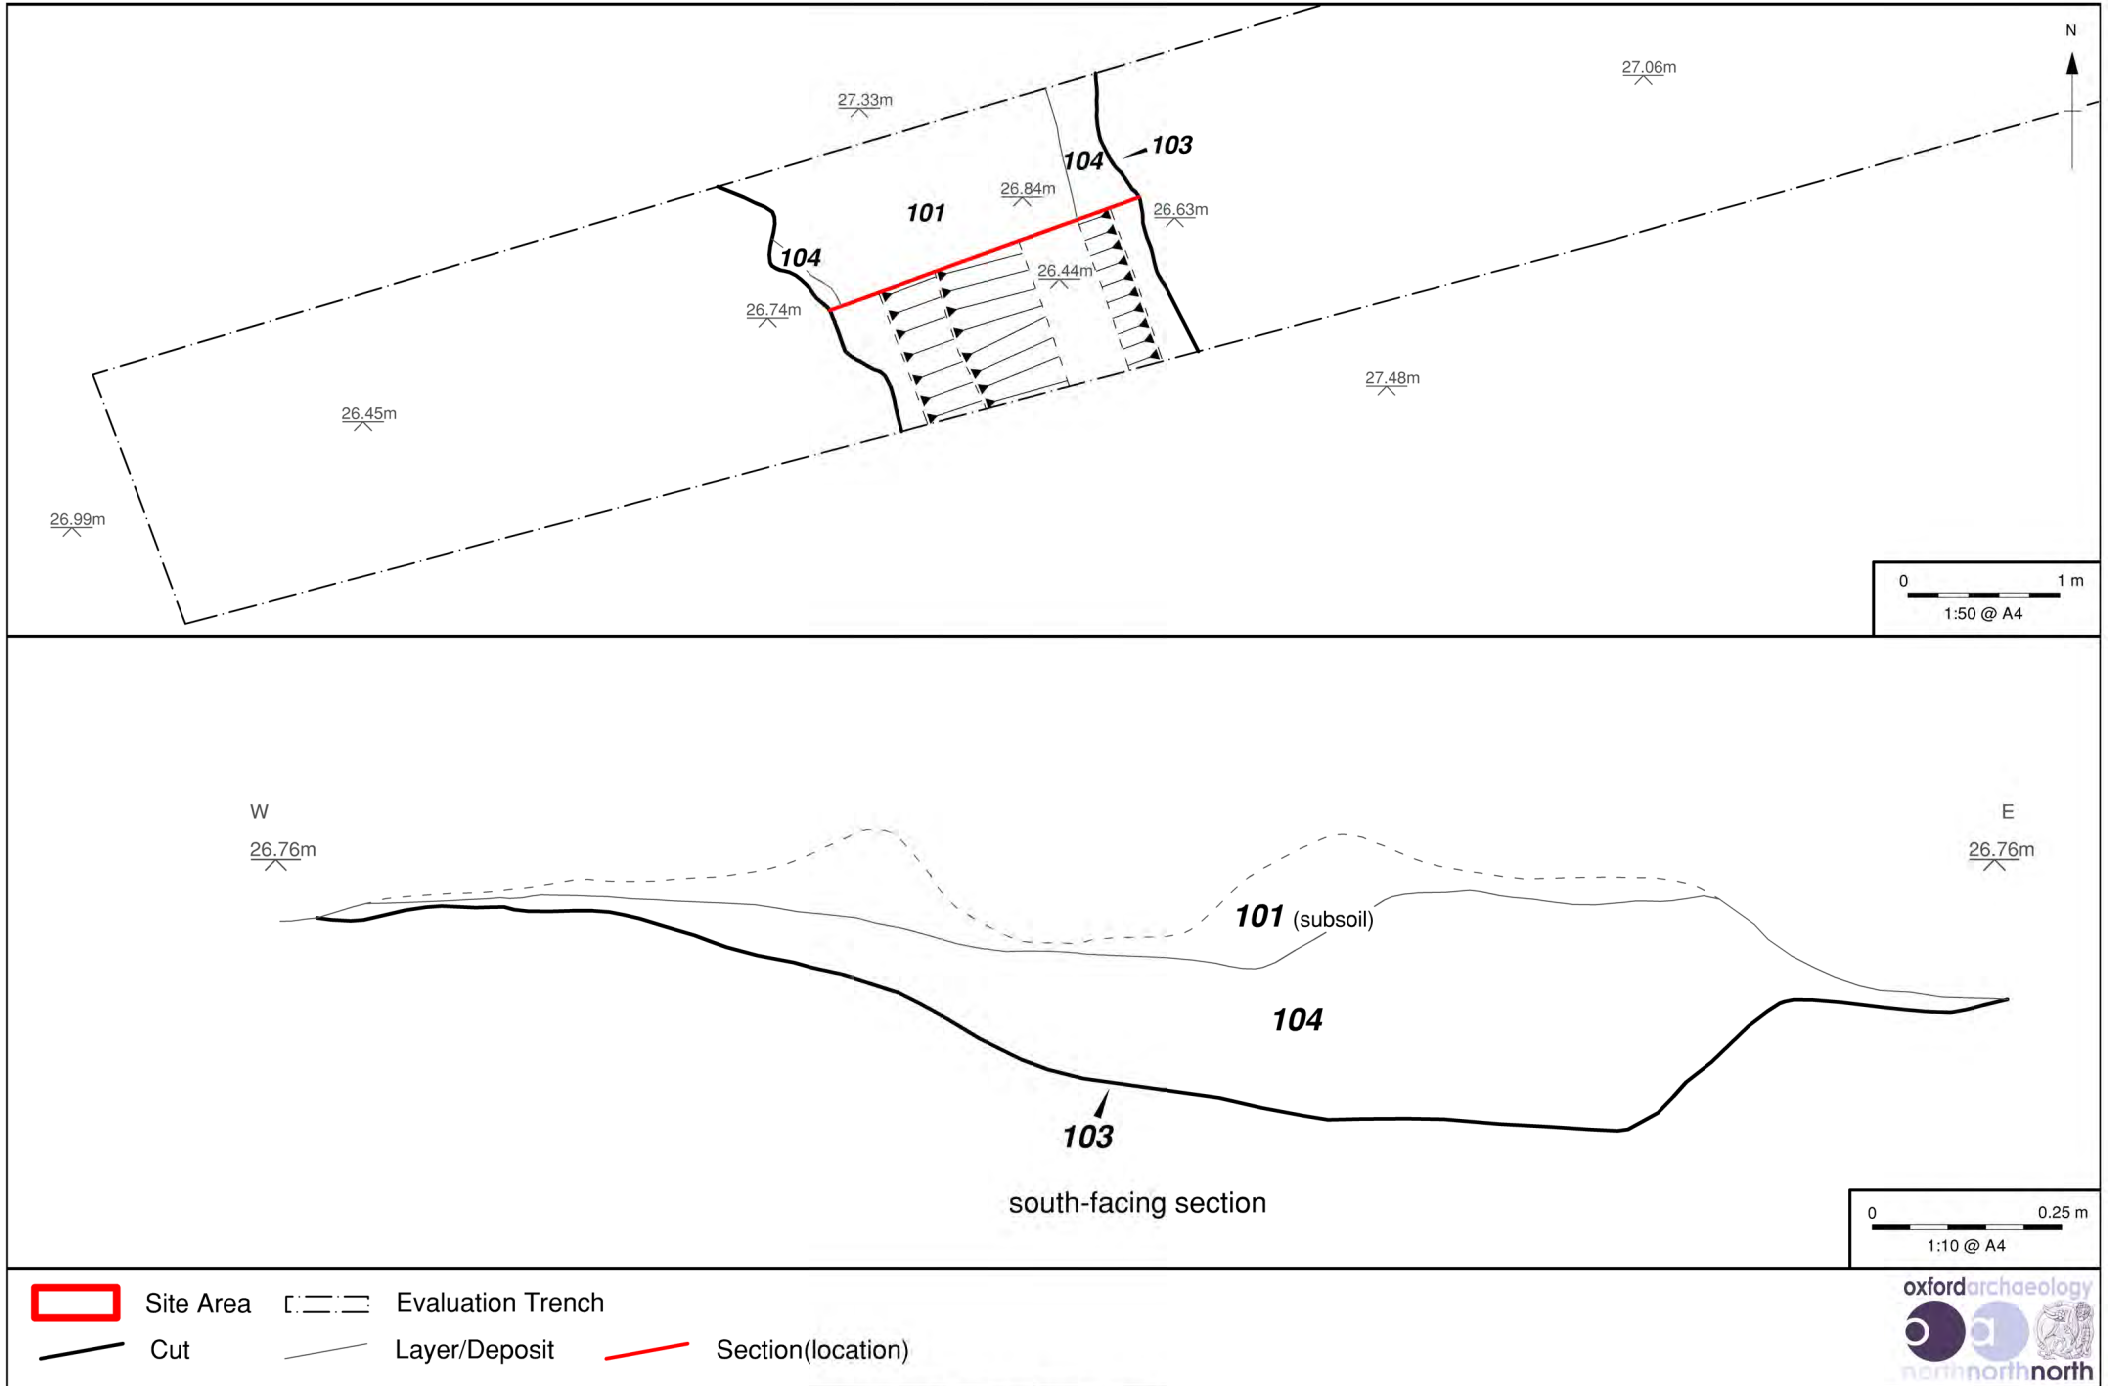 N
27.06m
27.33m
103
104
26.84m
101
26.63m
104
26.44m
26.74m
27.48m
26.45m
26.99m
0 1 m
1:50 @ A4
W E
26.76m 26.76m
101 (subsoil)
104
103
south-facing section
0 0.25 m
1:10 @ A4
Site Area Evaluation Trench
Cut Layer/Deposit Section(location)
oxfordarchaeology
oa
northnorthnorth